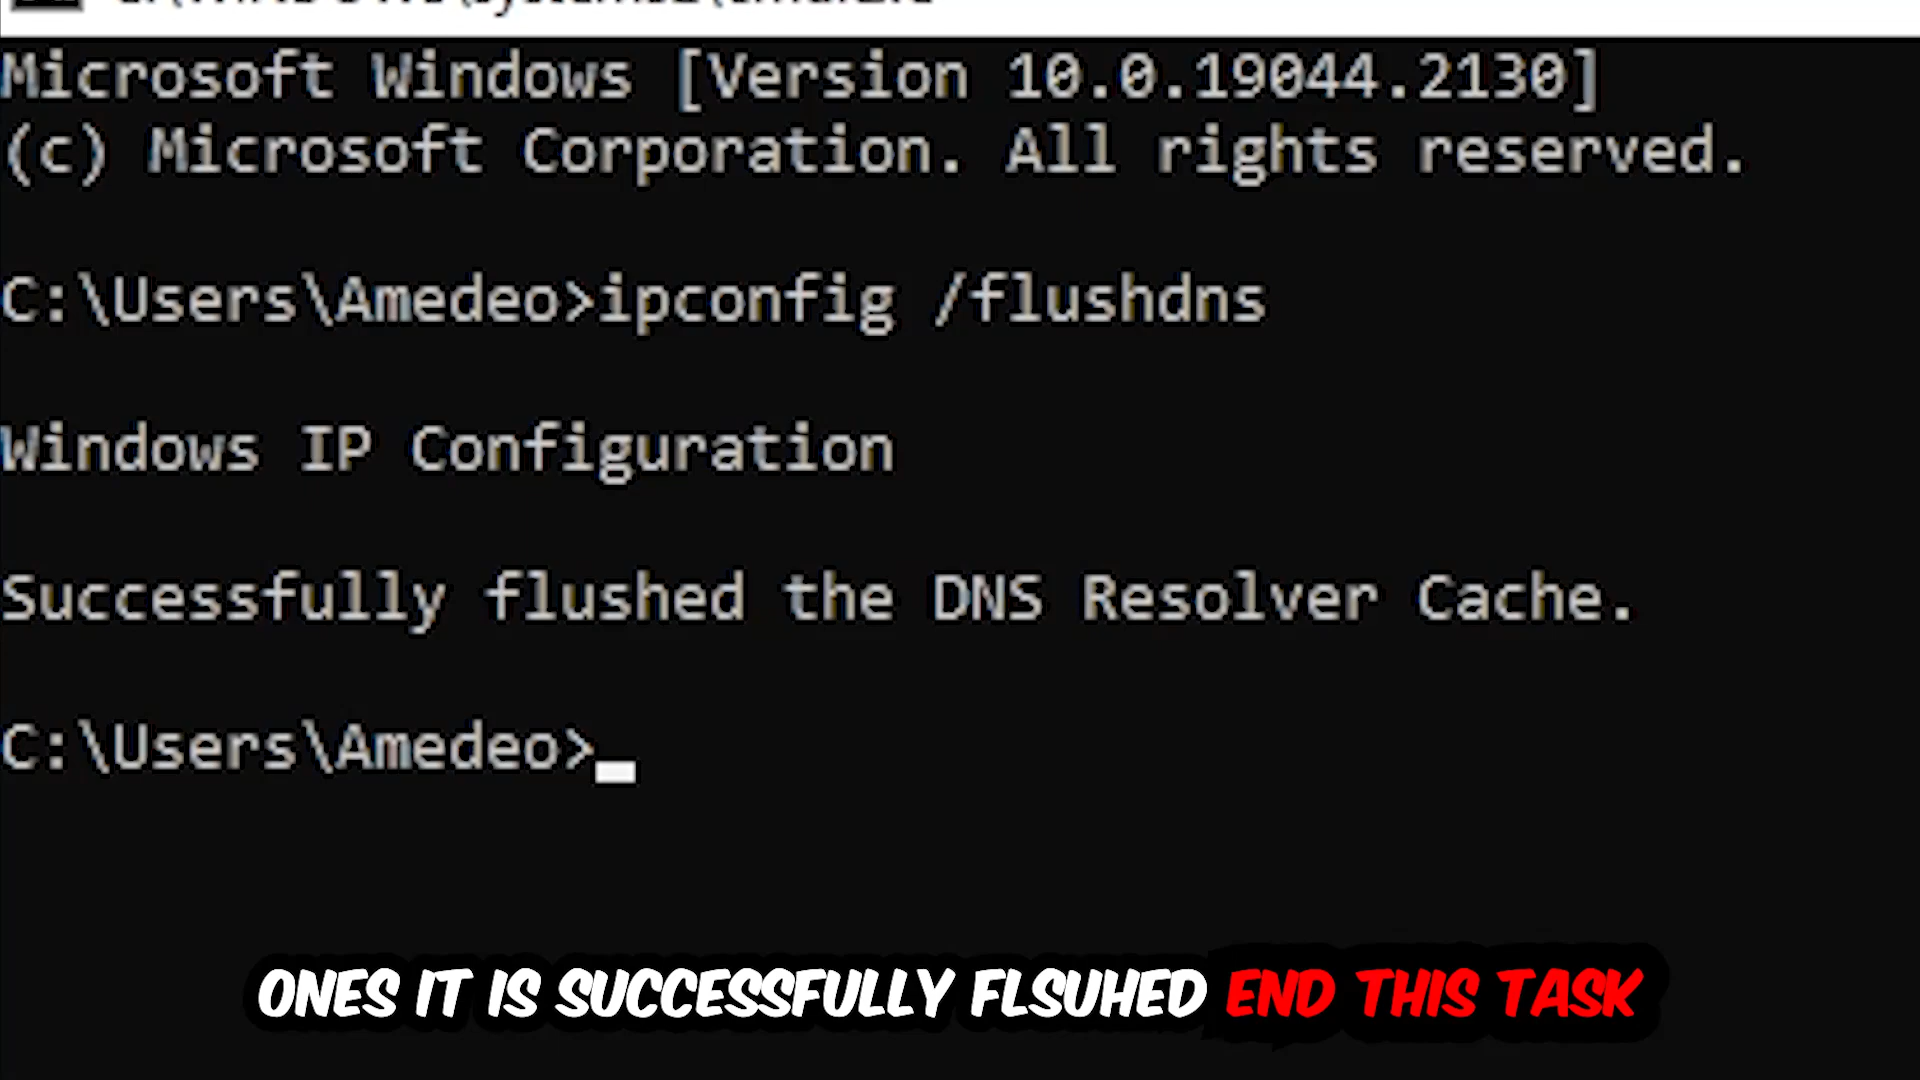 Microsoft Windows [Version 10.0.19044.2130]
(c) Microsoft Corporation. All rights reserved.
C:\Users\Amedeo>ipconfig /flushdns
Windows IP Configuration
Successfully flushed the DNS Resolver Cache.
C:\Users\Amedeo>
ONES IT IS SUCCESSFULLY FLSUHED END THIS TASK